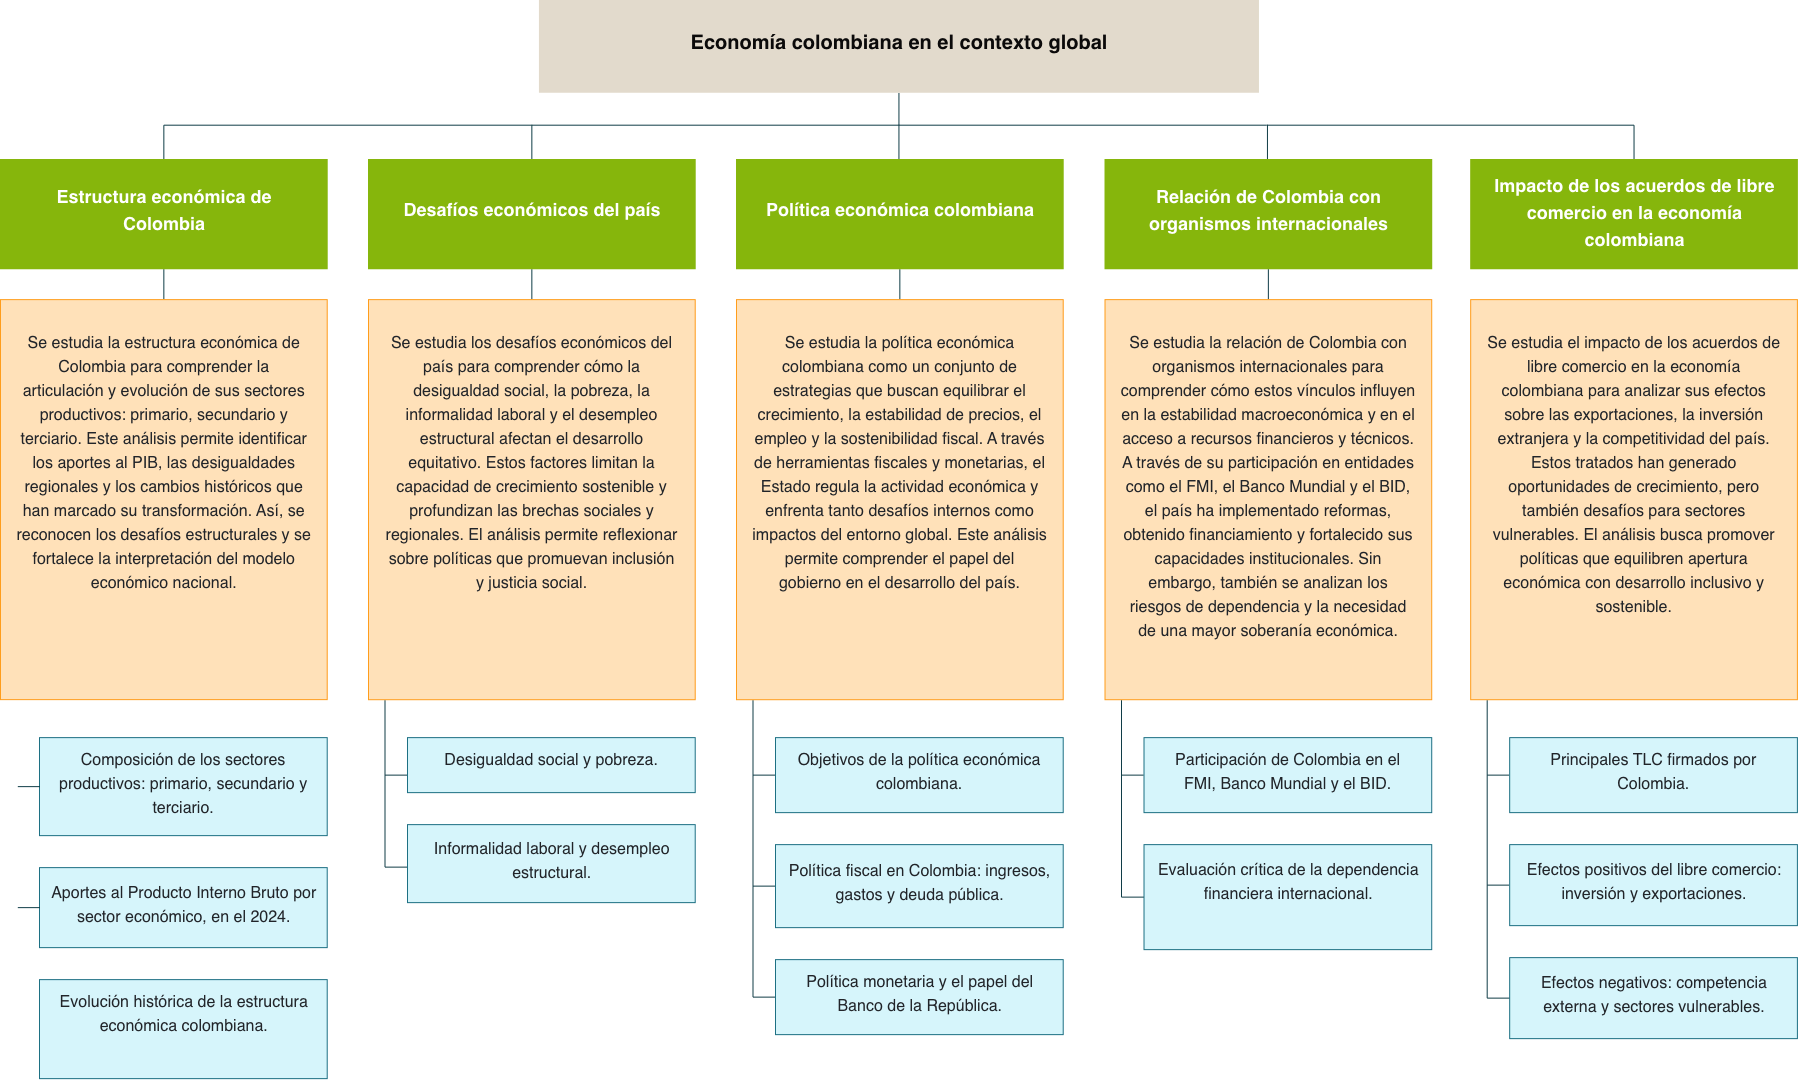 Economía colombiana en el contexto global
Estructura económica de
Colombia
Se estudia la estructura económica de
Colombia para comprender la
articulación y evolución de sus sectores
productivos: primario, secundario y
terciario. Este análisis permite identificar
los aportes al PIB, las desigualdades
regionales y los cambios históricos que
han marcado su transformación. Así, se
reconocen los desafíos estructurales y se
fortalece la interpretación del modelo
económico nacional.
Composición de los sectores
productivos: primario, secundario y
terciario.
Aportes al Producto Interno Bruto por
sector económico, en el 2024.
Evolución histórica de la estructura
económica colombiana.
Desafíos económicos del país
Se estudia los desafíos económicos del
país para comprender cómo la
desigualdad social, la pobreza, la
informalidad laboral y el desempleo
estructural afectan el desarrollo
equitativo. Estos factores limitan la
capacidad de crecimiento sostenible y
profundizan las brechas sociales y
regionales. El análisis permite reflexionar
sobre políticas que promuevan inclusión
y justicia social.
Desigualdad social y pobreza.
Informalidad laboral y desempleo
estructural.
Política económica colombiana
Se estudia la política económica
colombiana como un conjunto de
estrategias que buscan equilibrar el
crecimiento, la estabilidad de precios, el
empleo y la sostenibilidad fiscal. A través
de herramientas fiscales y monetarias, el
Estado regula la actividad económica y
enfrenta tanto desafíos internos como
impactos del entorno global. Este análisis
permite comprender el papel del
gobierno en el desarrollo del país.
Objetivos de la política económica
colombiana.
Política fiscal en Colombia: ingresos,
gastos y deuda pública.
Política monetaria y el papel del
Banco de la República.
Relación de Colombia con
organismos internacionales
Se estudia la relación de Colombia con
organismos internacionales para
comprender cómo estos vínculos influyen
en la estabilidad macroeconómica y en el
acceso a recursos financieros y técnicos.
A través de su participación en entidades
como el FMI, el Banco Mundial y el BID,
el país ha implementado reformas,
obtenido financiamiento y fortalecido sus
capacidades institucionales. Sin
embargo, también se analizan los
riesgos de dependencia y la necesidad
de una mayor soberanía económica.
Participación de Colombia en el
FMI, Banco Mundial y el BID.
Evaluación crítica de la dependencia
financiera internacional.
Impacto de los acuerdos de libre
comercio en la economía
colombiana
Se estudia el impacto de los acuerdos de
libre comercio en la economía
colombiana para analizar sus efectos
sobre las exportaciones, la inversión
extranjera y la competitividad del país.
Estos tratados han generado
oportunidades de crecimiento, pero
también desafíos para sectores
vulnerables. El análisis busca promover
políticas que equilibren apertura
económica con desarrollo inclusivo y
sostenible.
Principales TLC firmados por
Colombia.
Efectos positivos del libre comercio:
inversión y exportaciones.
Efectos negativos: competencia
externa y sectores vulnerables.